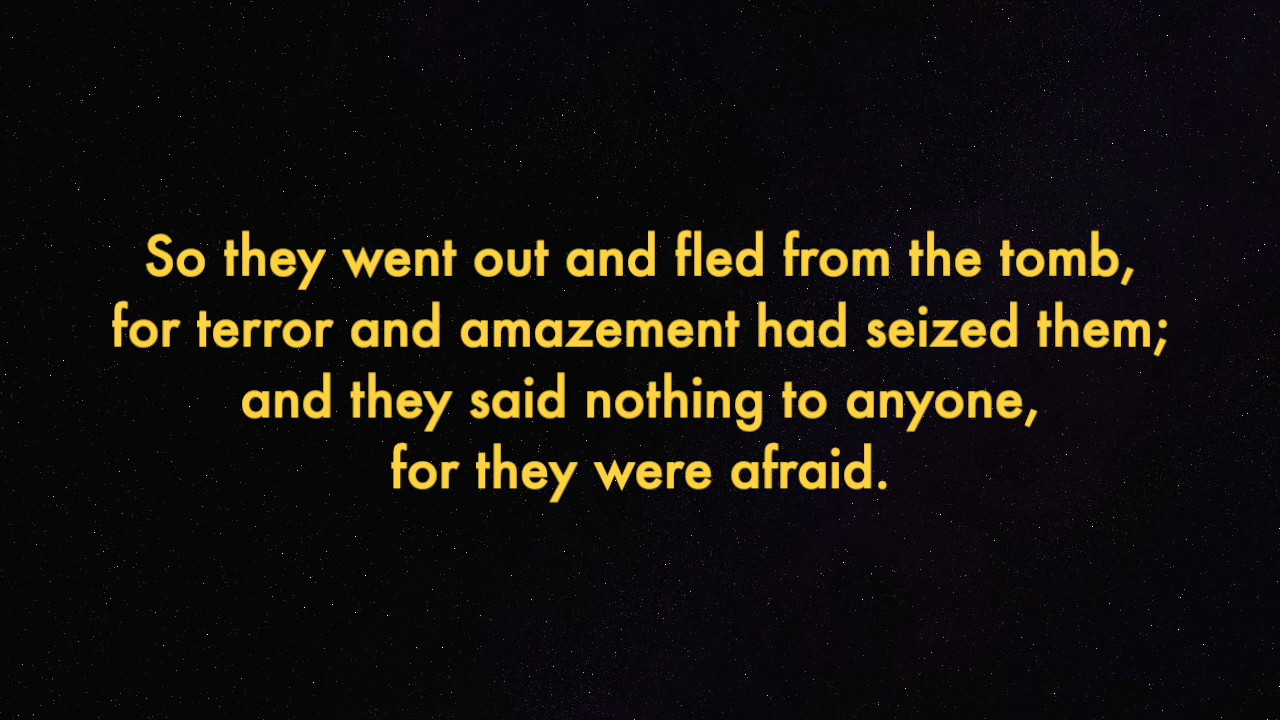 So they went out and fled from the tomb,
for terror and amazement had seized them;
and they said nothing to anyone,
for they were afraid.